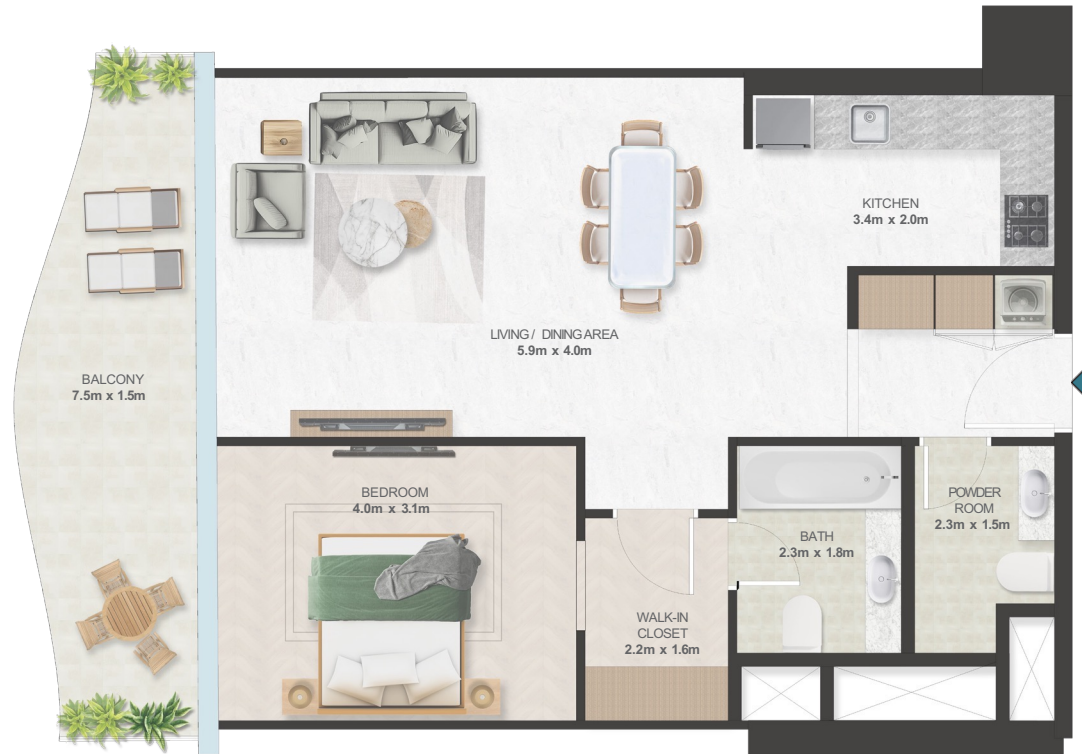 KITCHEN
3.4m x 2.0m
LIVING / DINING AREA
5.9m x 4.0m
BALCONY
7.5m x 1.5m
BEDROOM
4.0m x 3.1m
POWDER
ROOM
2.3m x 1.5m
BATH
2.3m x 1.8m
WALK-IN
CLOSET
2.2m x 1.6m